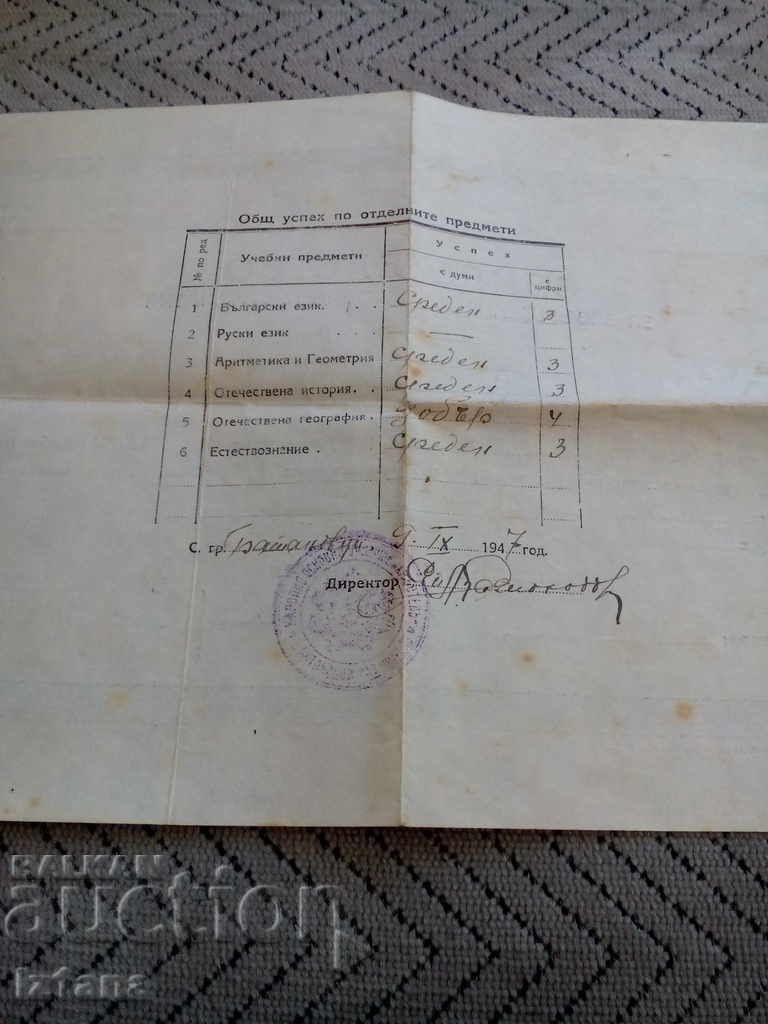 Общ успех по отделните предмети
№ по ред Учебни предмети Успех
с думи с цифри
1 Български език. . . Среден 3
2 Руски език . . . —
3 Аритметика и Геометрия Среден 3
4 Отечествена история. . Среден 3
5 Отечествена география. Добър 4
6 Естествознание . Среден 3
С. гр. 9. IX 1947 год.
Директор:
BALKAN
auction
Izfana